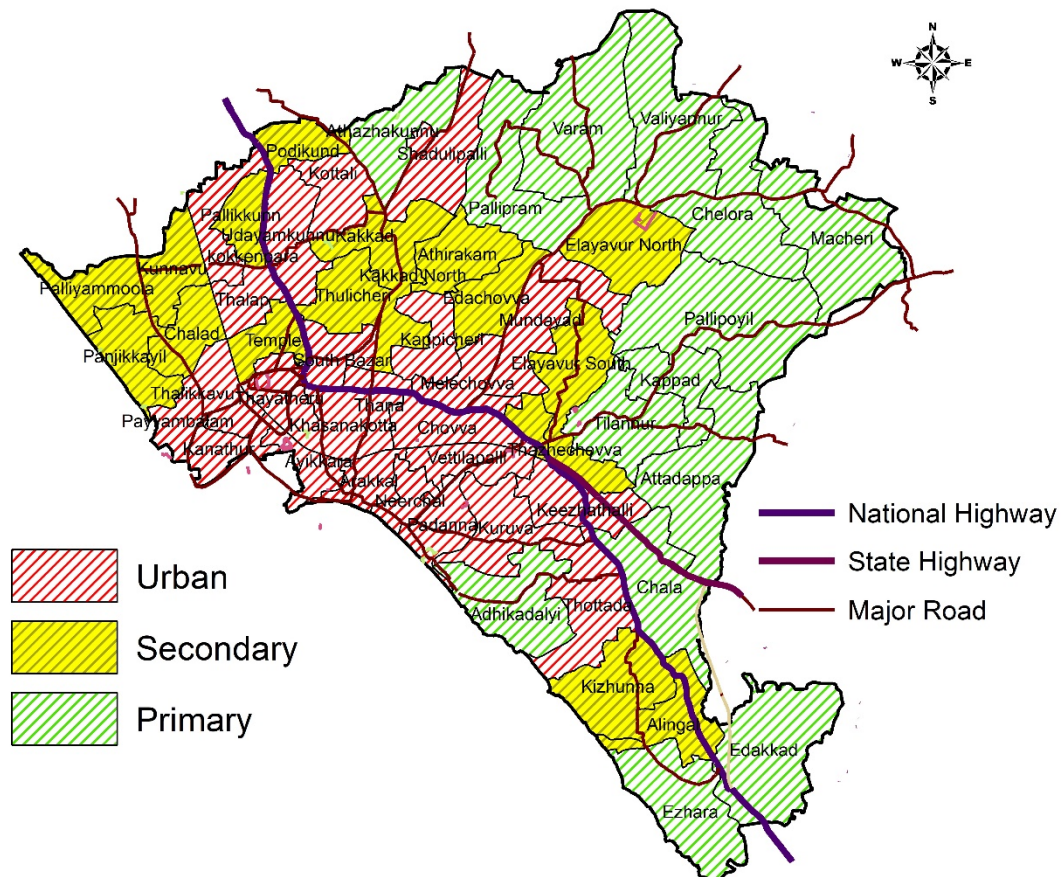 N
W E
S
Athazhakunnu
Varam
Valiyannur
Podikund
Shadulipalli
Kottali
Pallikkunn
Pallipram
Chelora
Udayamkunnu
Kakkad
Macheri
Kokkenpara
Athirakam
Elayavur North
Kunnavu
Kakkad North
Palliyammoola
Thalap
Thulicheri
Edachovva
Mundayad
Pallipoyil
Chalad
Temple
Kappicheri
Panjikkayil
South Bazar
Elayavur South
Melechovva
Kappad
Thalikkavu
Thayatheru
Thana
Payyambalam
Khasanakotta
Chovva
Tilannur
Kanathur
Thazhechovva
Ayikkara
Vettilapalli
Arakkal
Attadappa
Neerchal
Keezhathalli
Padanna
Kuruva
Chala
Adhikadalyi
Thottada
Kizhunna
Alingal
Edakkad
Ezhara
Urban
Secondary
Primary
National Highway
State Highway
Major Road